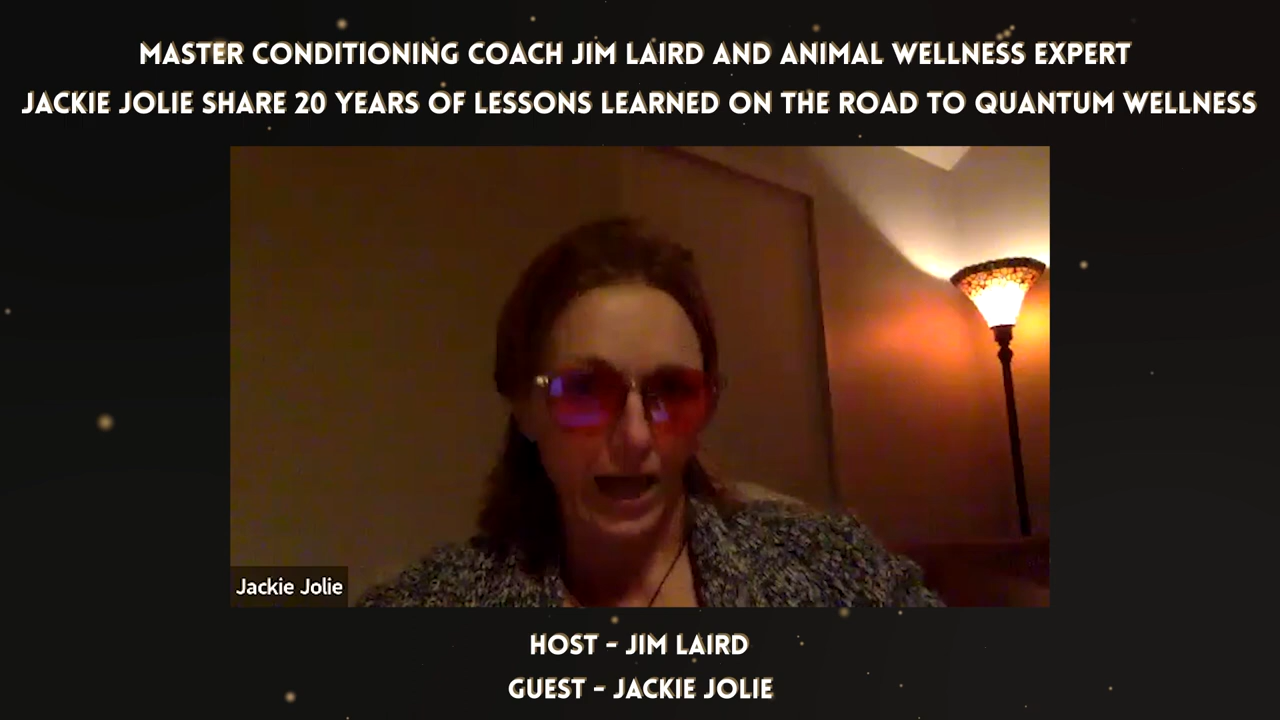 MASTER CONDITIONING COACH JIM LAIRD AND ANIMAL WELLNESS EXPERT
JACKIE JOLIE SHARE 20 YEARS OF LESSONS LEARNED ON THE ROAD TO QUANTUM WELLNESS
Jackie Jolie
HOST - JIM LAIRD
GUEST - JACKIE JOLIE